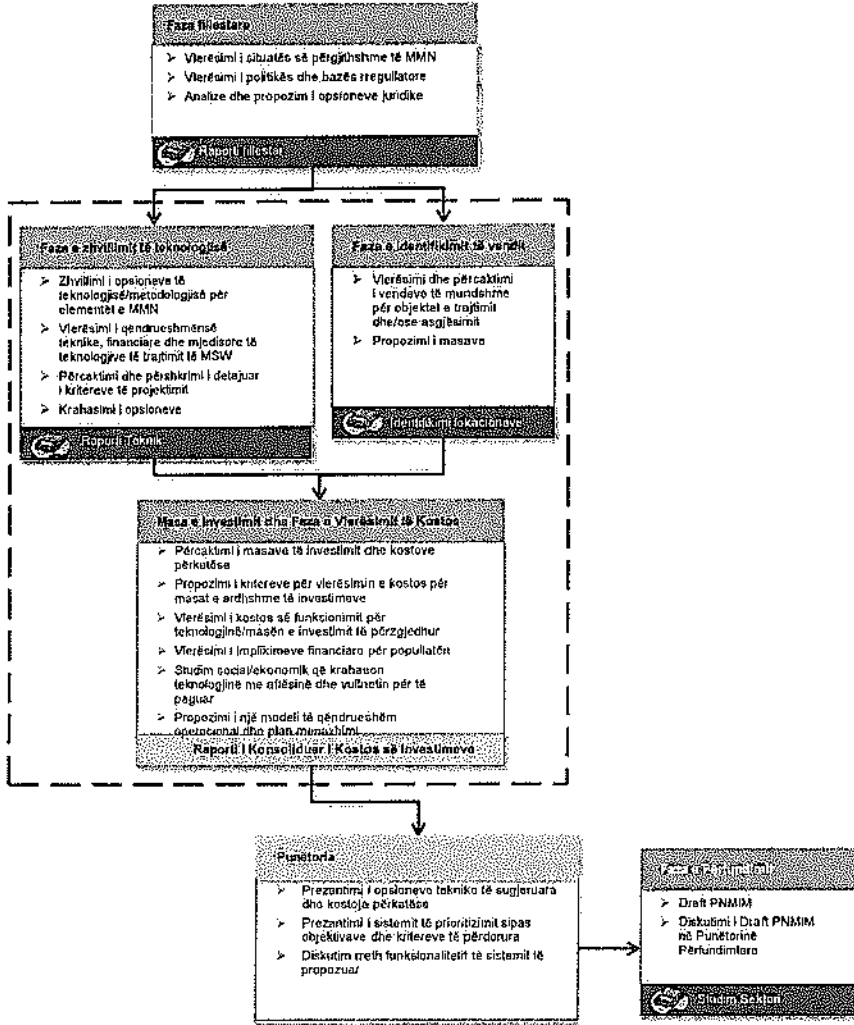 Faza fillestare
➢ Vlerësimi i situatës së përgjithshme të MMN
➢ Vlerësimi i politikës dhe bazës rregullatore
➢ Analize dhe propozim i opsioneve juridike
Raporti fillestar
Faza e zhvillimit të teknologjisë
➢ Zhvillimi i opsioneve të
teknologjisë/metodologjisë për
elementët e MMN
➢ Vlerësimi i qëndrueshmënsë
teknike, financiare dhe mjedisore të
teknologjive të trajtimit të MSW
➢ Përcaktimi dhe përshkrimi i detajuar
i kritereve të projektimit
➢ Krahasimi i opsioneve
Raporti Teknik
Faza e identifikimit të vendit
➢ Vlerësimi dhe përcaktimi
i vendeve të mundshme
për objektet e trajtimit
dhe/ose asgjësimit
➢ Propozimi i masave
Identifikimi lokacioneve
Masa e Investimit dhe Faza e Vlerësimit të Kostos
➢ Përcaktimi i masave të investimit dhe kostove
përkatëse
➢ Propozimi i kritereve për vlerësimin e kostos për
masat e ardhshme të investimeve
➢ Vlerësimi i kostos së funksionimit për
teknologjinë/masën e investimit të përzgjedhur
➢ Vlerësimi i implikimeve financiare për popullatën
➢ Studim social/ekonomik që krahason
teknologjinë me aftësinë dhe vullnetin për të
paguar
➢ Propozimi i një modeli të qëndrueshëm
operacional dhe plan menaxhimi
Raporti i Konsoliduar i Kostos së Investimeve
Punëtoria
➢ Prezantimi i opsioneve teknike të sugjeruara
dhe kostoja përkatëse
➢ Prezantimi i sistemit të prioritizimit sipas
objektivave dhe kritereve të përdorura
➢ Diskutim rreth funksionalitetit të sistemit të
propozuar
Faza e Përfundimit
➢ Draft PNMIM
➢ Diskutimi i Draft PNMIM
në Punëtorinë
Përfundimtare
Studim Sektori